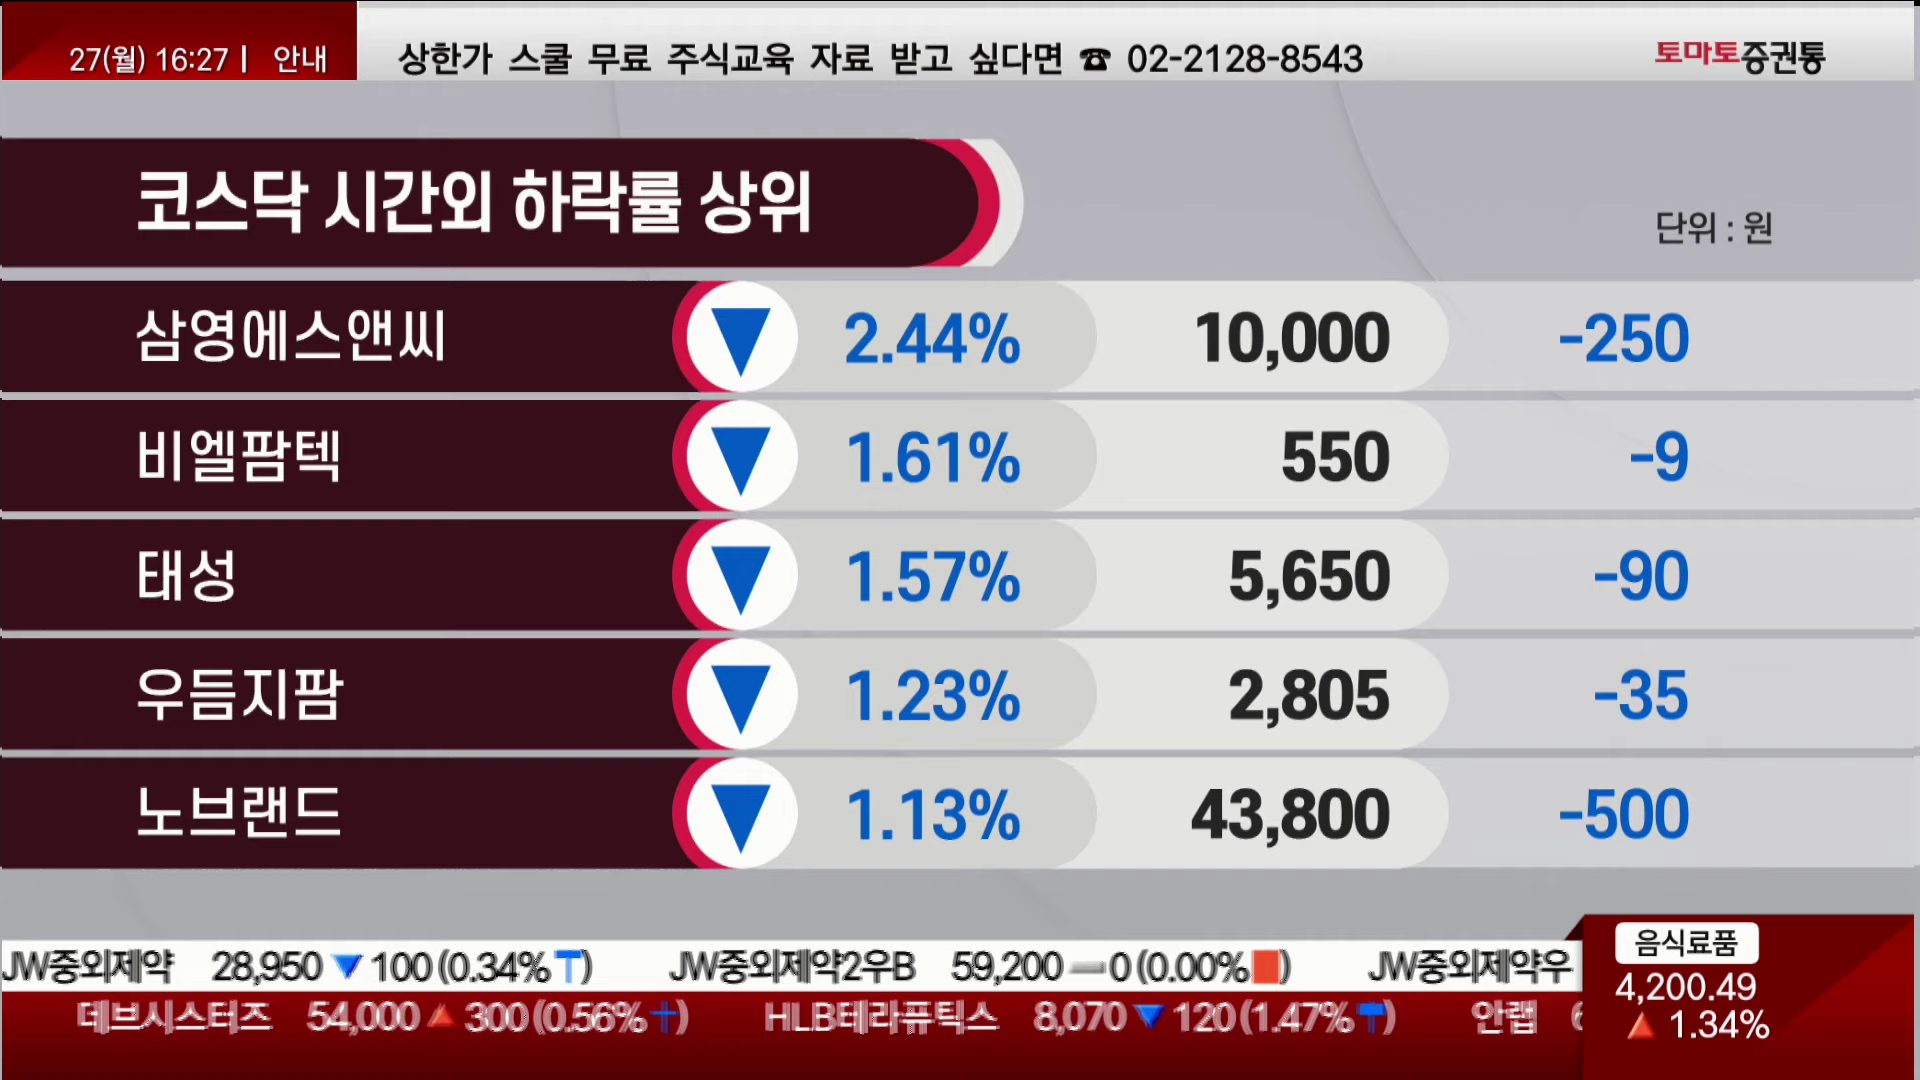 27(월) 16:27 | 안내
상한가 스쿨 무료 주식교육 자료 받고 싶다면 ☎ 02-2128-8543
토마토증권통
코스닥 시간외 하락률 상위
단위 : 원
삼영에스앤씨 ▼ 2.44% 10,000 -250
비엘팜텍 ▼ 1.61% 550 -9
태성 ▼ 1.57% 5,650 -90
우듬지팜 ▼ 1.23% 2,805 -35
노브랜드 ▼ 1.13% 43,800 -500
JW중외제약 28,950 ▼ 100 (0.34%) JW중외제약2우B 59,200 0 (0.00%) JW중외제약우
데브시스터즈 54,000 ▲ 300 (0.56%) HLB테라퓨틱스 8,070 ▼ 120 (1.47%) 안랩
음식료품
4,200.49
▲ 1.34%